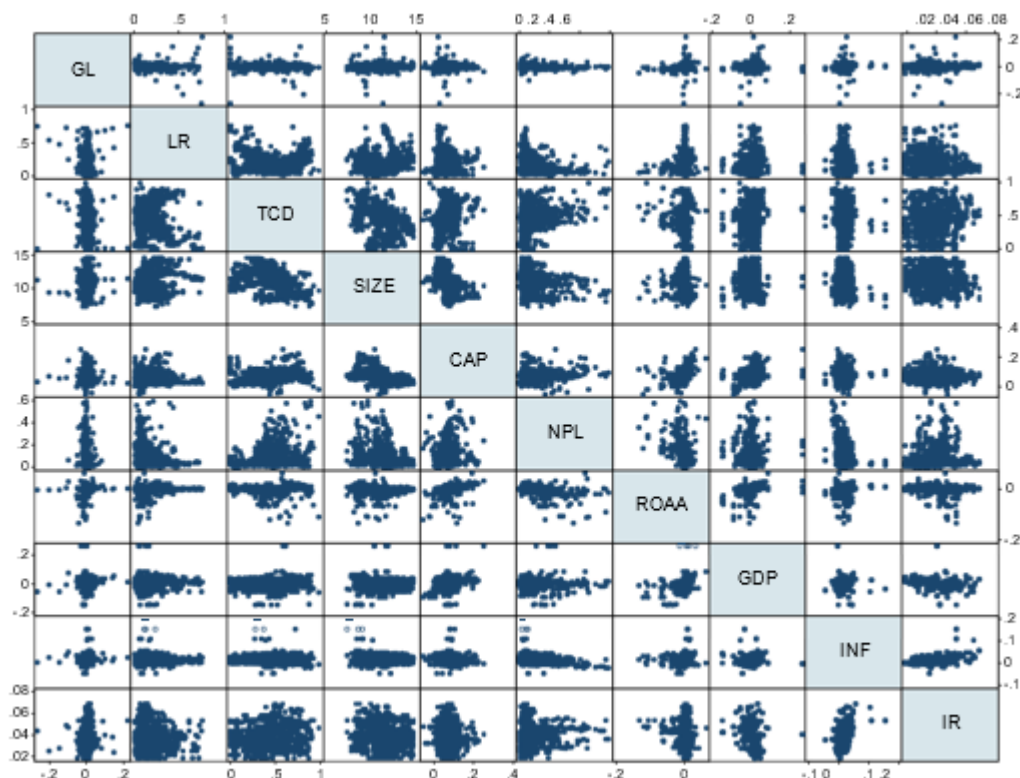 0 .5 1 5 10 15 0.2.4.6 -.2 0 .2 .02 .04 .06 .08
GL .2 0 -.2
1 .5 0 LR
TCD 1 .5 0
15 10 5 SIZE
CAP .4 .2 0
.6 .4 .2 0 NPL
ROAA 0 -.2
.2 0 -.2 GDP
INF .2 .1 0 -.1
.08 .06 .04 .02 IR
-.2 0 .2 0 .5 1 0 .2 .4 -.2 0 -.1 0 .1 .2